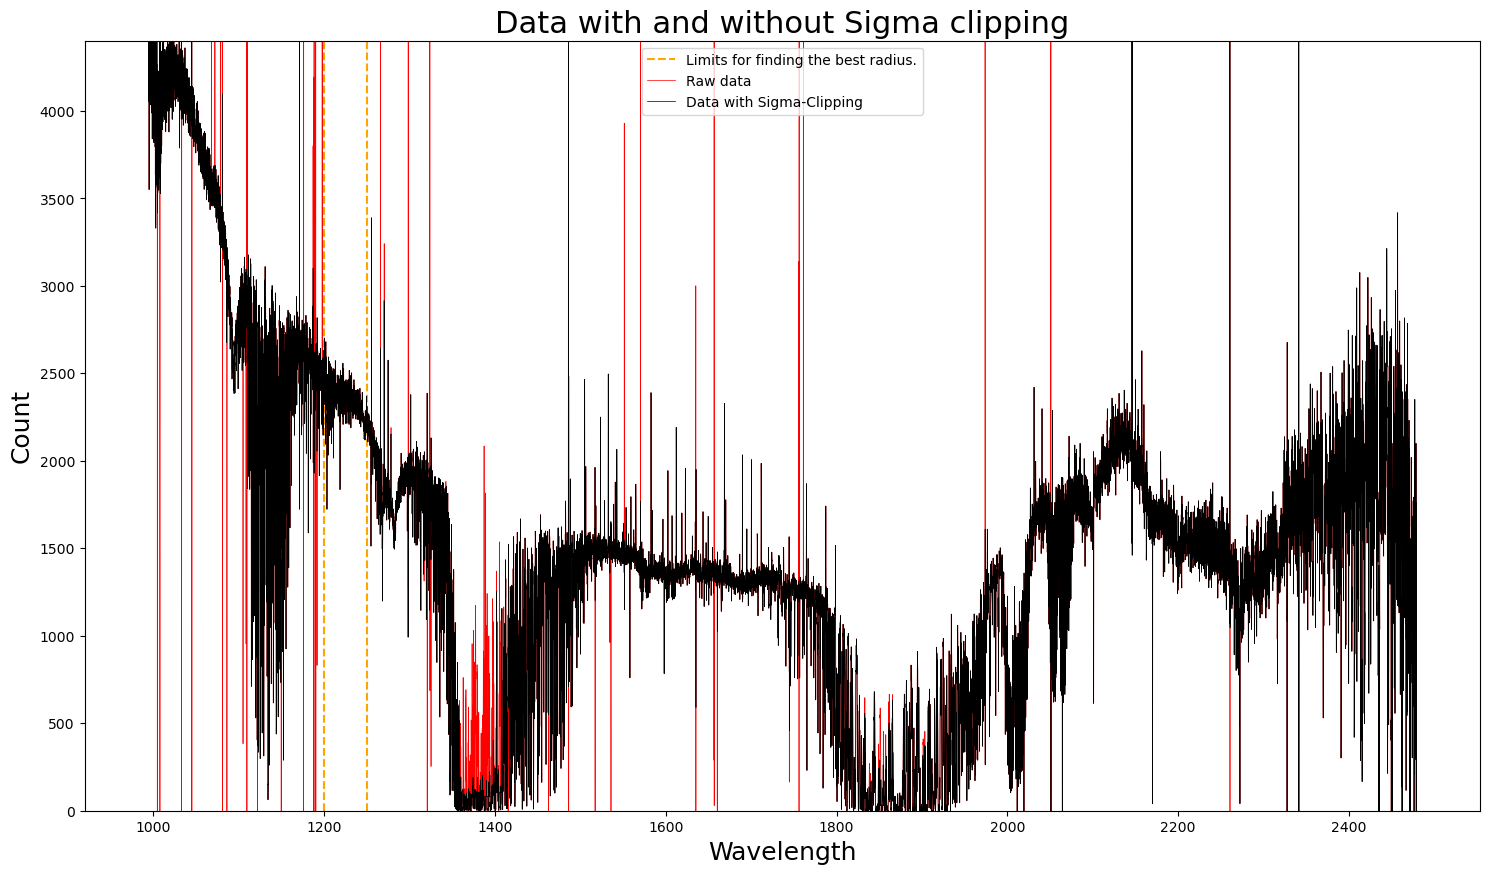 Data with and without Sigma clipping
Limits for finding the best radius.
Raw data
Data with Sigma-Clipping
4000
3500
3000
2500
2000
1500
1000
500
0
Count
1000 1200 1400 1600 1800 2000 2200 2400
Wavelength